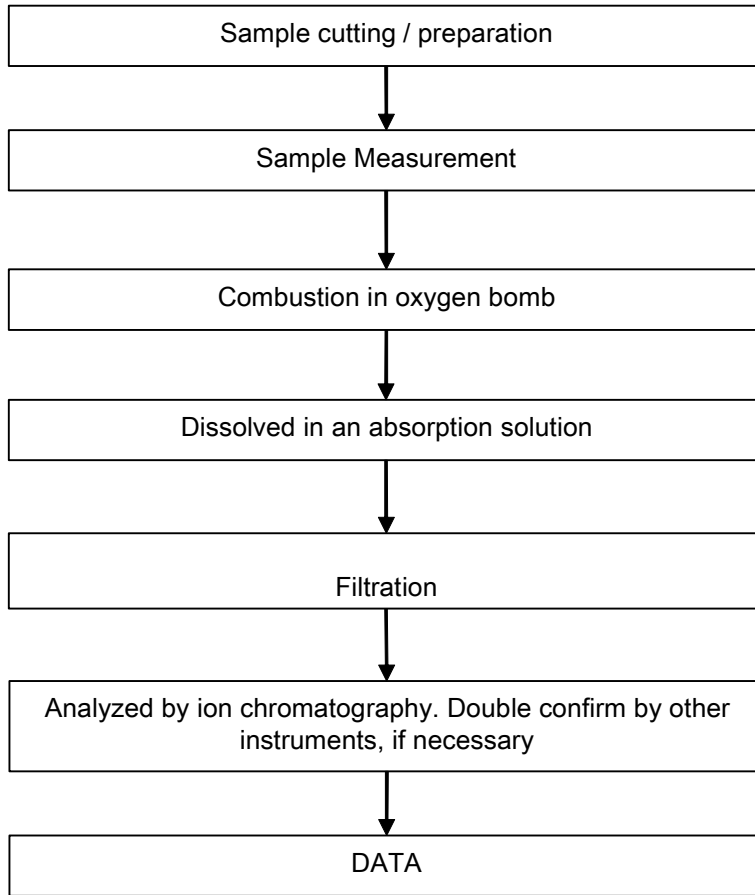 Sample cutting / preparation
Sample Measurement
Combustion in oxygen bomb
Dissolved in an absorption solution
Filtration
Analyzed by ion chromatography. Double confirm by other
instruments, if necessary
DATA